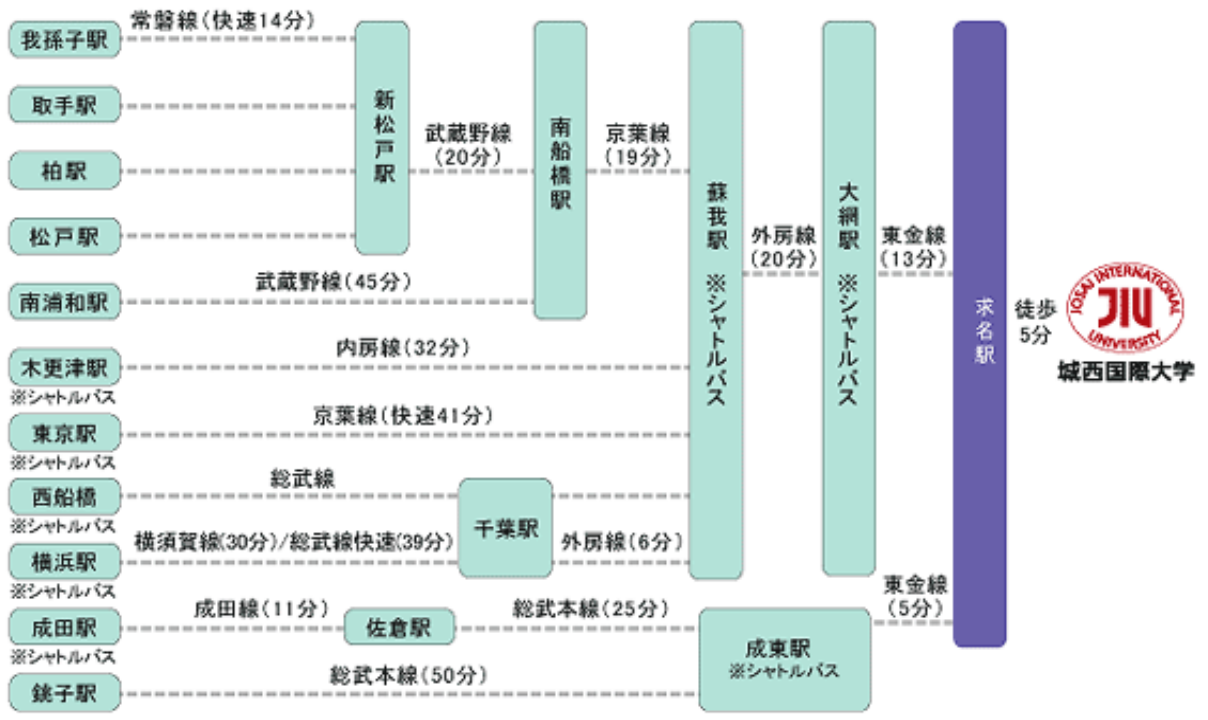 我孫子駅
常磐線(快速14分)
取手駅
柏駅
松戸駅
新松戸駅
武蔵野線
(20分)
南浦和駅
武蔵野線(45分)
南船橋駅
京葉線
(19分)
木更津駅
※シャトルバス
内房線(32分)
東京駅
※シャトルバス
京葉線(快速41分)
西船橋
※シャトルバス
総武線
横浜駅
※シャトルバス
横須賀線(30分)/総武線快速(39分)
千葉駅
外房線(6分)
蘇我駅 ※シャトルバス
外房線
(20分)
大網駅 ※シャトルバス
東金線
(13分)
成田駅
※シャトルバス
成田線(11分)
佐倉駅
総武本線(25分)
銚子駅
総武本線(50分)
成東駅
※シャトルバス
東金線
(5分)
求名駅
徒歩
5分
JOSAI INTERNATIONAL
JIU
UNIVERSITY
城西国際大学